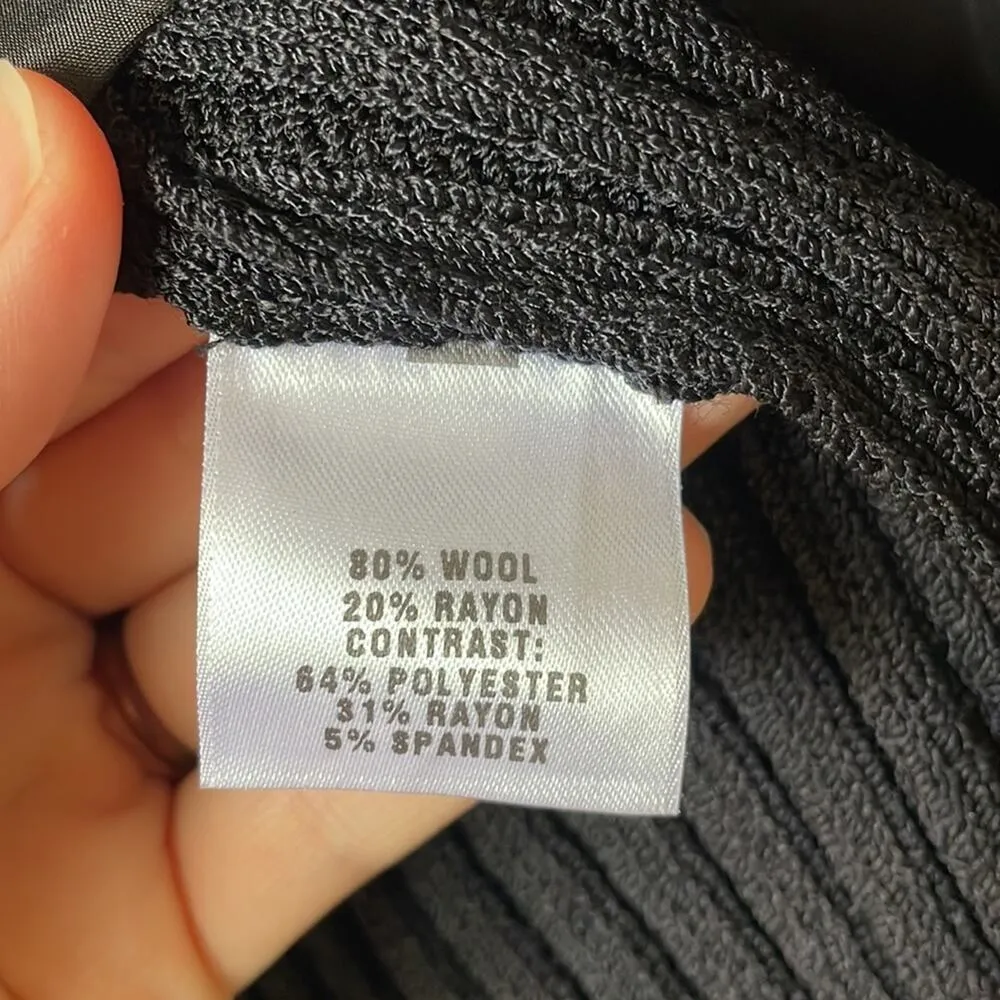 80% WOOL
20% RAYON
CONTRAST:
64% POLYESTER
31% RAYON
5% SPANDEX